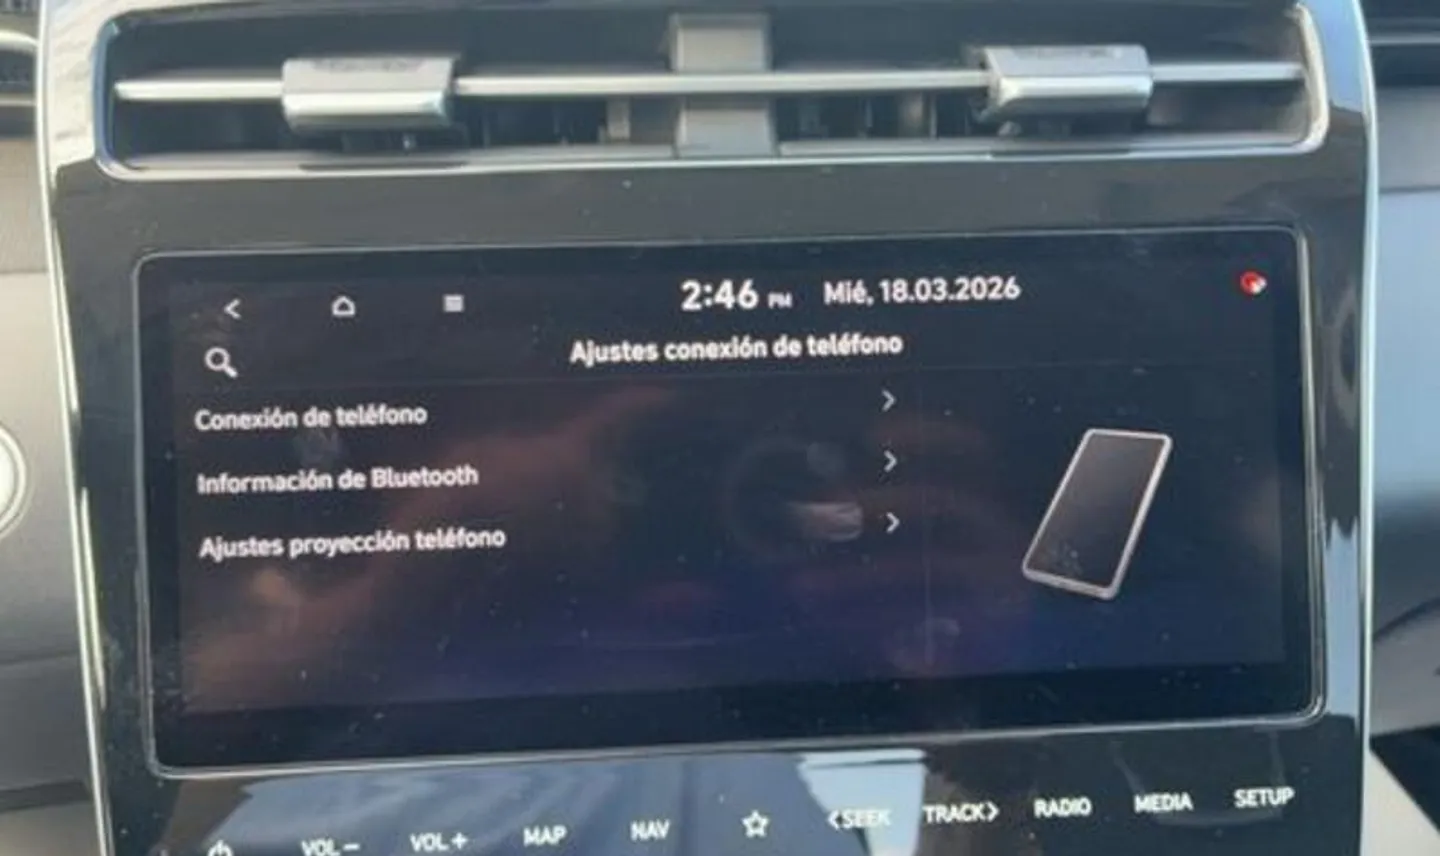 2:46 PM Mié, 18.03.2026
Ajustes conexión de teléfono
Conexión de teléfono
Información de Bluetooth
Ajustes proyección teléfono
VOL − VOL + MAP NAV <SEEK TRACK> RADIO MEDIA SETUP